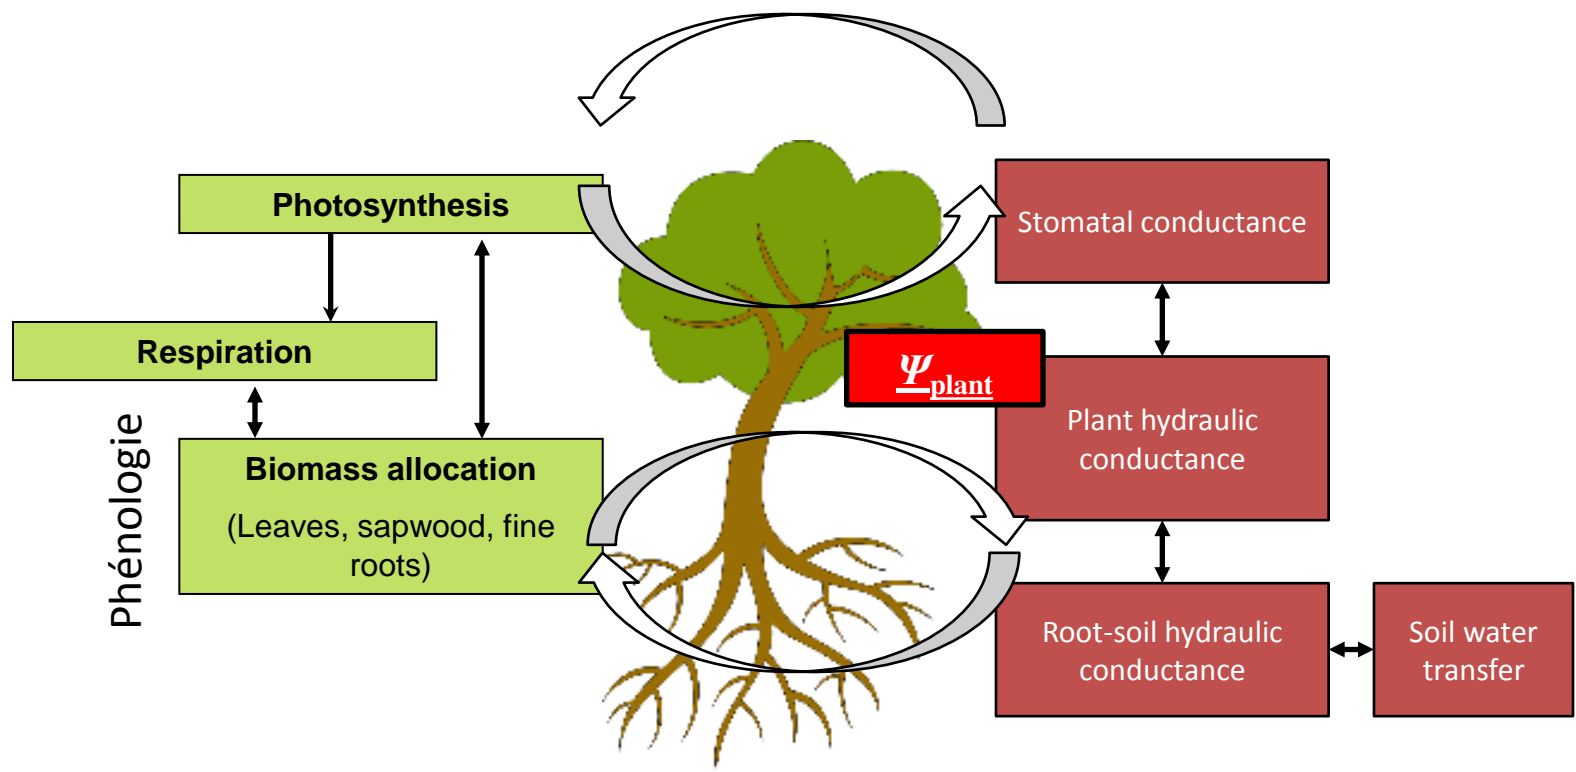 Photosynthesis
Stomatal conductance
Respiration
Ψplant
Phénologie
Plant hydraulic
conductance
Biomass allocation
(Leaves, sapwood, fine
roots)
Root-soil hydraulic
conductance
Soil water
transfer